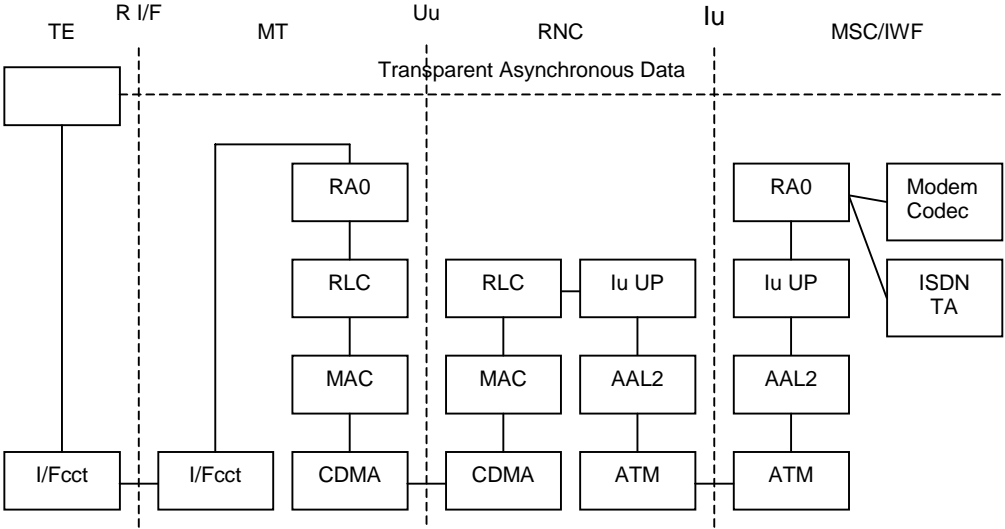 R I/F
Uu
Iu
TE
MT
RNC
MSC/IWF
Transparent Asynchronous Data
RA0
RA0
Modem
Codec
RLC
RLC
Iu UP
Iu UP
ISDN
TA
MAC
MAC
AAL2
AAL2
I/Fcct
I/Fcct
CDMA
CDMA
ATM
ATM